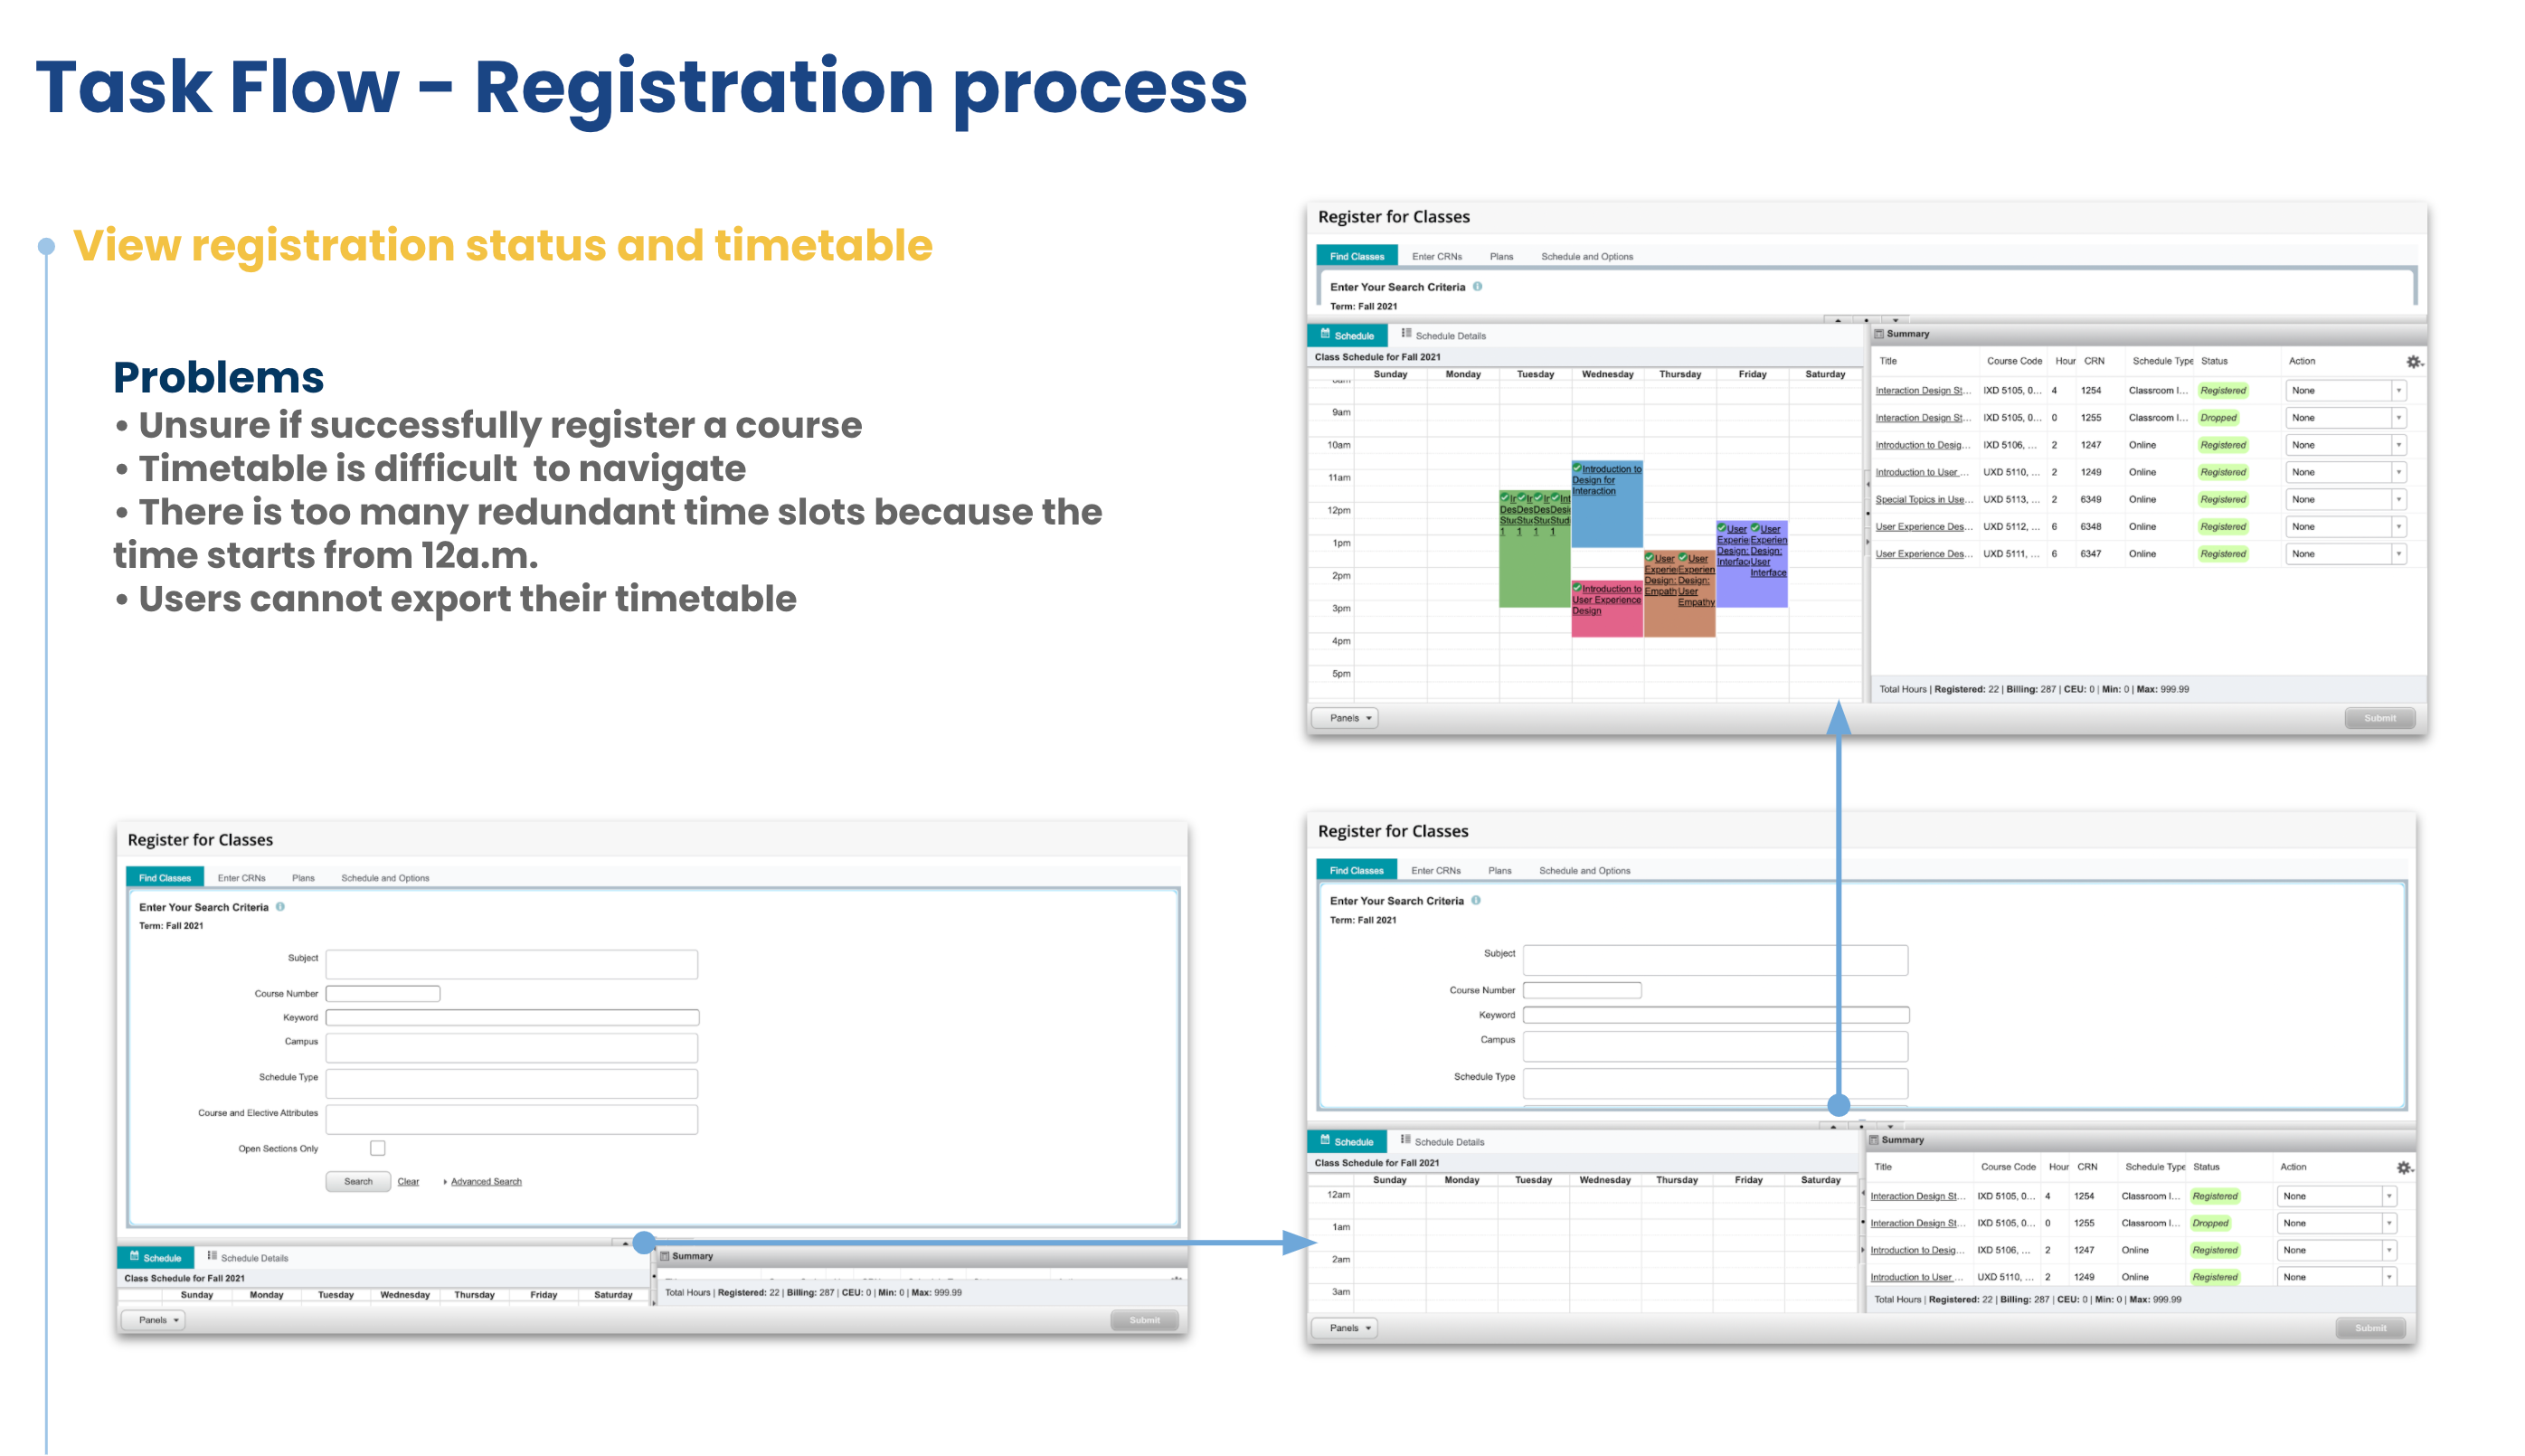 Task Flow - Registration process
View registration status and timetable
Problems
• Unsure if successfully register a course
• Timetable is difficult to navigate
• There is too many redundant time slots because the
time starts from 12a.m.
• Users cannot export their timetable
Register for Classes
Find Classes Enter CRNs Plans Schedule and Options
Enter Your Search Criteria
Term: Fall 2021
Schedule Schedule Details
Class Schedule for Fall 2021
Sunday Monday Tuesday Wednesday Thursday Friday Saturday
9am
10am
11am
12pm
1pm
2pm
3pm
4pm
5pm
Introduction to
Design for
Interaction
Introduction to
User Experience
Design
User User
Experien
Design: Design:
Empath User
Empathy
User User
Experien
Design: Design:
User
Interface
Summary
Title Course Code Hour CRN Schedule Type Status Action
Interaction Design St... IXD 5105, 0... 4 1254 Classroom I... Registered None
Interaction Design St... IXD 5105, 0... 0 1255 Classroom I... Dropped None
Introduction to Desig... IXD 5106, ... 2 1247 Online Registered None
Introduction to User ... UXD 5110, ... 2 1249 Online Registered None
Special Topics in Use... UXD 5113, ... 2 6349 Online Registered None
User Experience Des... UXD 5112, ... 6 6348 Online Registered None
User Experience Des... UXD 5111, ... 6 6347 Online Registered None
Total Hours | Registered: 22 | Billing: 287 | CEU: 0 | Min: 0 | Max: 999.99
Panels Submit
Register for Classes
Find Classes Enter CRNs Plans Schedule and Options
Enter Your Search Criteria
Term: Fall 2021
Subject
Course Number
Keyword
Campus
Schedule Type
Course and Elective Attributes
Open Sections Only
Search Clear Advanced Search
Schedule Schedule Details
Class Schedule for Fall 2021
Sunday Monday Tuesday Wednesday Thursday Friday Saturday
Summary
Total Hours | Registered: 22 | Billing: 287 | CEU: 0 | Min: 0 | Max: 999.99
Panels Submit
Register for Classes
Find Classes Enter CRNs Plans Schedule and Options
Enter Your Search Criteria
Term: Fall 2021
Subject
Course Number
Keyword
Campus
Schedule Type
Schedule Schedule Details
Class Schedule for Fall 2021
Sunday Monday Tuesday Wednesday Thursday Friday Saturday
12am
1am
2am
3am
Summary
Title Course Code Hour CRN Schedule Type Status Action
Interaction Design St... IXD 5105, 0... 4 1254 Classroom I... Registered None
Interaction Design St... IXD 5105, 0... 0 1255 Classroom I... Dropped None
Introduction to Desig... IXD 5106, ... 2 1247 Online Registered None
Introduction to User ... UXD 5110, ... 2 1249 Online Registered None
Total Hours | Registered: 22 | Billing: 287 | CEU: 0 | Min: 0 | Max: 999.99
Panels Submit